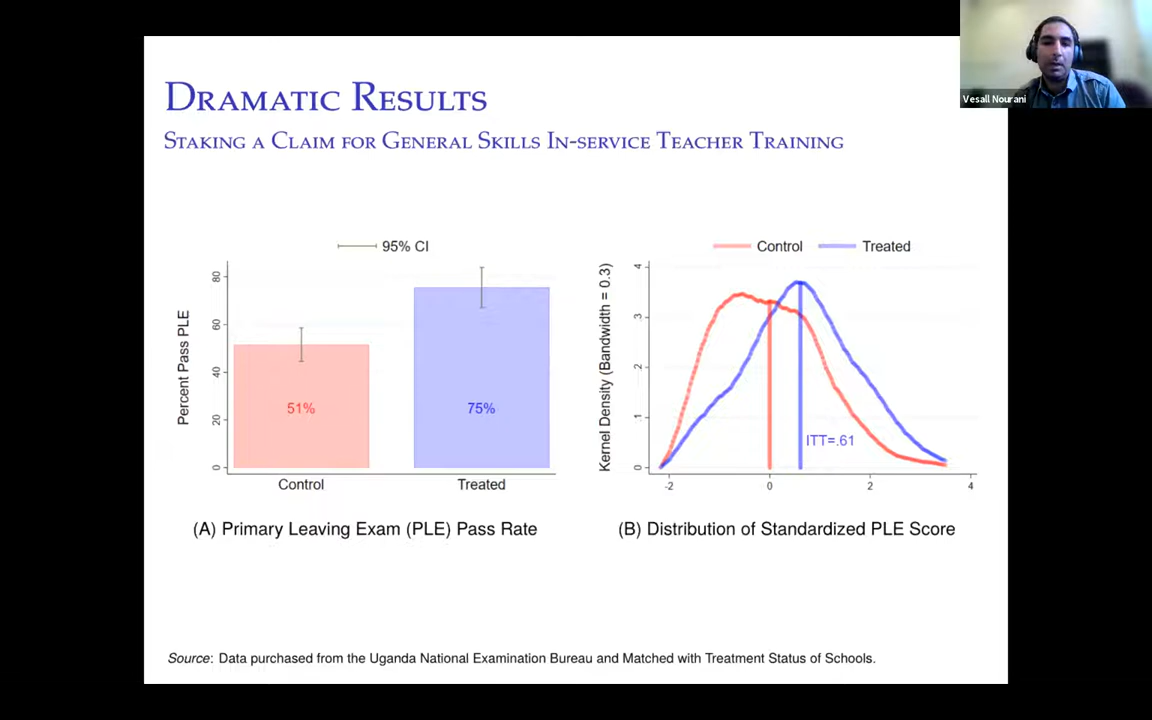 Vesall Nourani
DRAMATIC RESULTS
STAKING A CLAIM FOR GENERAL SKILLS IN-SERVICE TEACHER TRAINING
95% CI
Percent Pass PLE
80
60
40
20
0
51%
75%
Control
Treated
(A) Primary Leaving Exam (PLE) Pass Rate
Control
Treated
Kernel Density (Bandwidth = 0.3)
.4
.3
.2
.1
0
ITT=.61
-2
0
2
4
(B) Distribution of Standardized PLE Score
Source: Data purchased from the Uganda National Examination Bureau and Matched with Treatment Status of Schools.